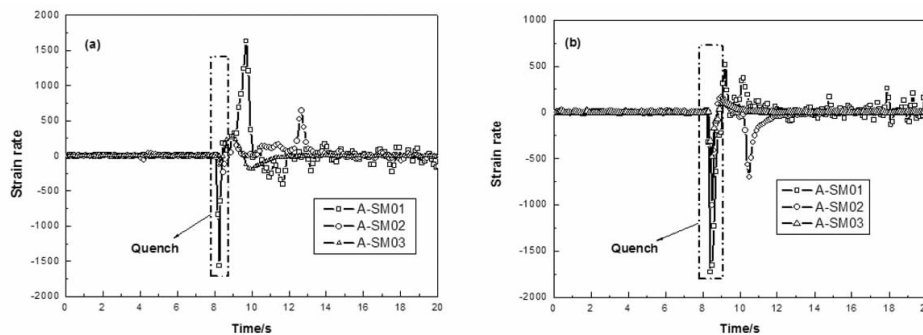 (a)
2000
1500
1000
500
0
-500
-1000
-1500
-2000
Strain rate
Quench
A-SM01
A-SM02
A-SM03
0 2 4 6 8 10 12 14 16 18 20
Time/s
(b)
1000
500
0
-500
-1000
-1500
-2000
Strain rate
Quench
A-SM01
A-SM02
A-SM03
0 2 4 6 8 10 12 14 16 18 20
Time/s